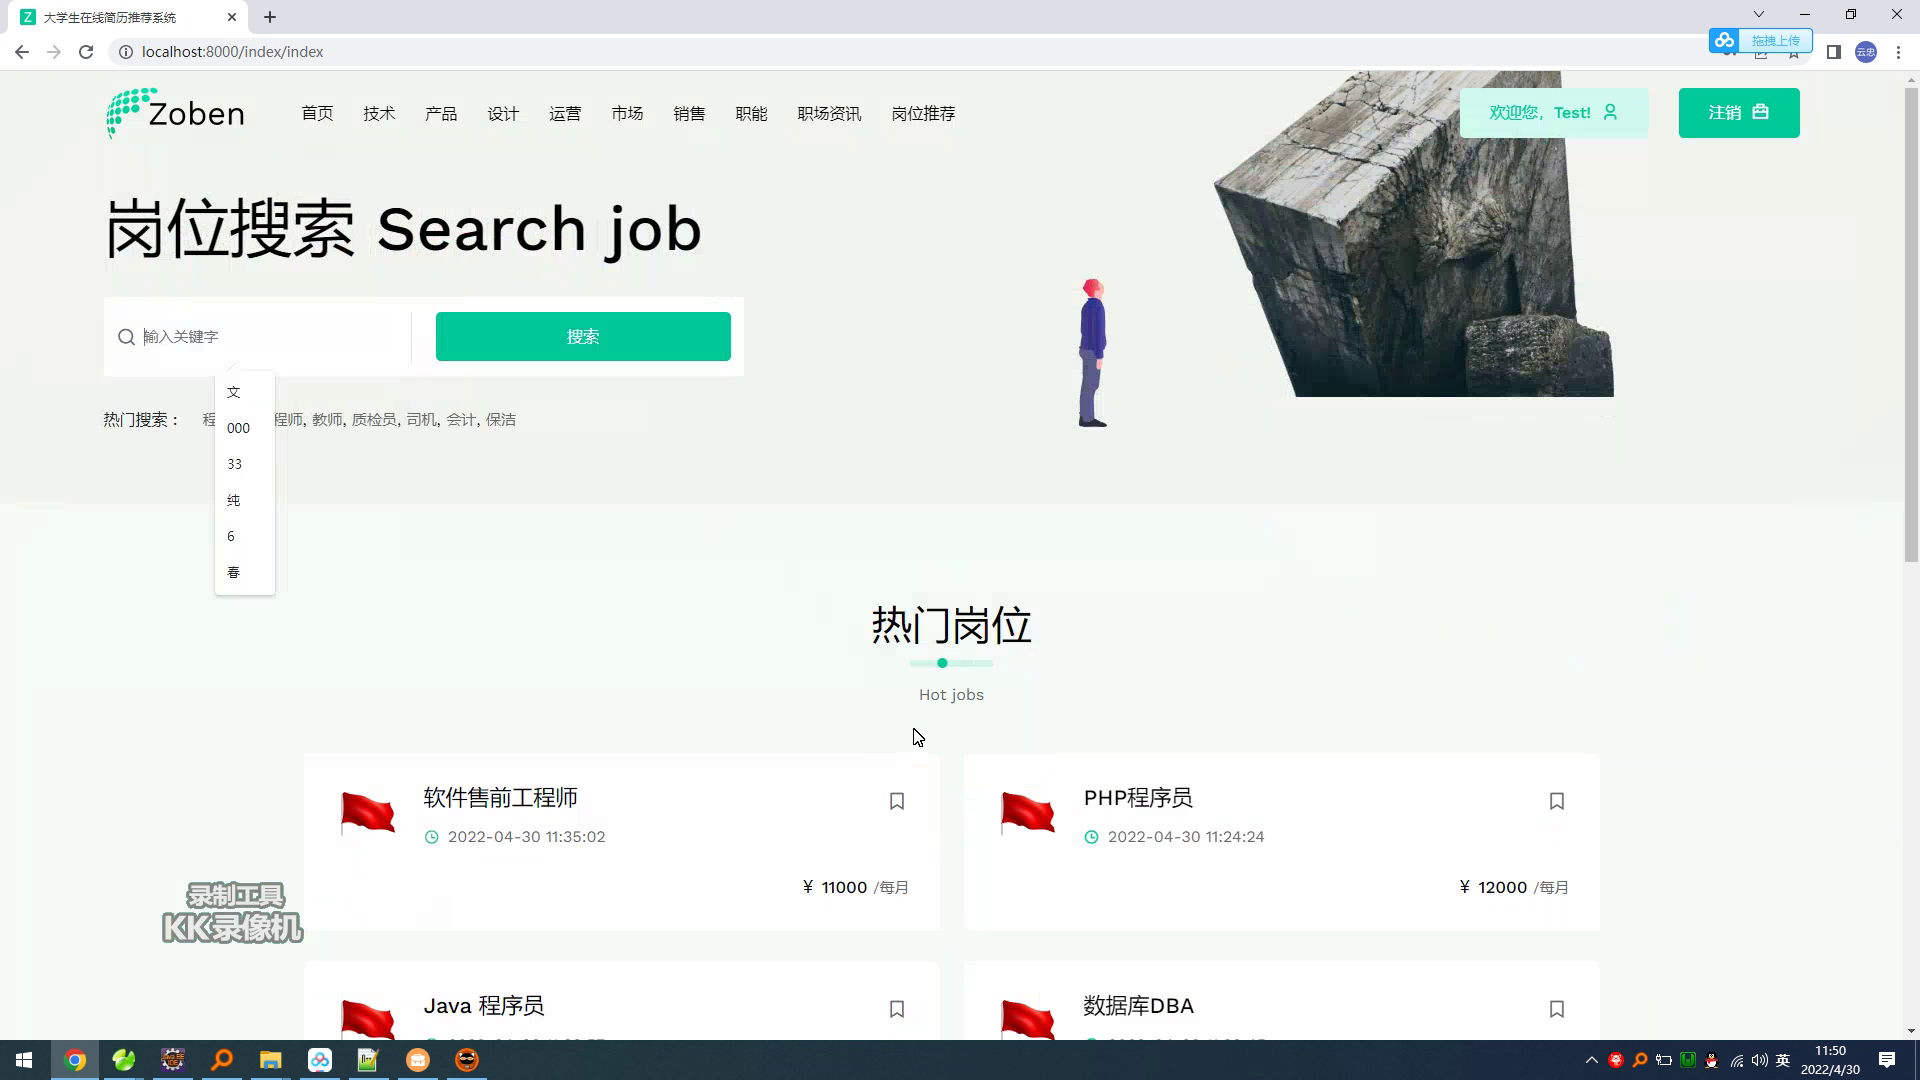 大学生在线简历推荐系统
localhost:8000/index/index
拖拽上传
云忠
Zoben
首页 技术 产品 设计 运营 市场 销售 职能 职场资讯 岗位推荐
欢迎您，Test!
注销
岗位搜索 Search job
输入关键字
搜索
文
热门搜索： 程 程师, 教师, 质检员, 司机, 会计, 保洁
000
33
纯
6
春
热门岗位
Hot jobs
软件售前工程师
2022-04-30 11:35:02
¥ 11000 /每月
PHP程序员
2022-04-30 11:24:24
¥ 12000 /每月
录制工具
KK录像机
Java 程序员
数据库DBA
英
11:50
2022/4/30